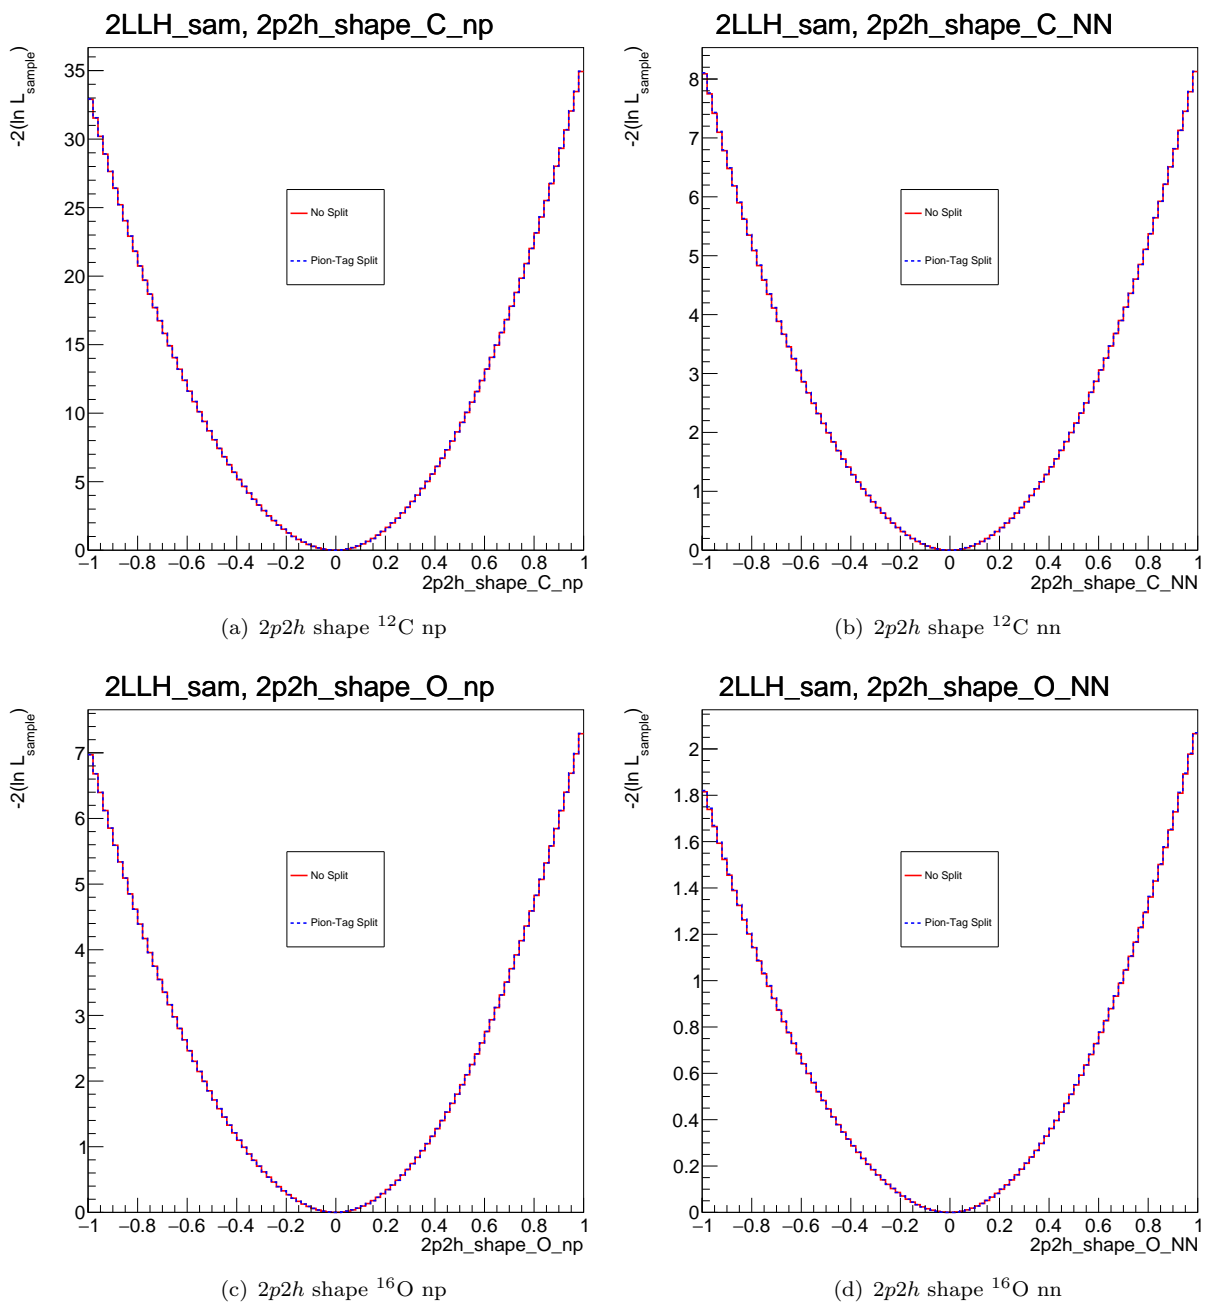 2LLH_sam, 2p2h_shape_C_np
-2(ln L_sample)
35
30
25
20
15
10
5
0
No Split
Pion-Tag Split
−1 −0.8 −0.6 −0.4 −0.2 0 0.2 0.4 0.6 0.8 1
2p2h_shape_C_np
(a) 2p2h shape ¹²C np
2LLH_sam, 2p2h_shape_C_NN
-2(ln L_sample)
8
7
6
5
4
3
2
1
0
No Split
Pion-Tag Split
−1 −0.8 −0.6 −0.4 −0.2 0 0.2 0.4 0.6 0.8 1
2p2h_shape_C_NN
(b) 2p2h shape ¹²C nn
2LLH_sam, 2p2h_shape_O_np
-2(ln L_sample)
7
6
5
4
3
2
1
0
No Split
Pion-Tag Split
−1 −0.8 −0.6 −0.4 −0.2 0 0.2 0.4 0.6 0.8 1
2p2h_shape_O_np
(c) 2p2h shape ¹⁶O np
2LLH_sam, 2p2h_shape_O_NN
-2(ln L_sample)
2
1.8
1.6
1.4
1.2
1
0.8
0.6
0.4
0.2
0
No Split
Pion-Tag Split
−1 −0.8 −0.6 −0.4 −0.2 0 0.2 0.4 0.6 0.8 1
2p2h_shape_O_NN
(d) 2p2h shape ¹⁶O nn